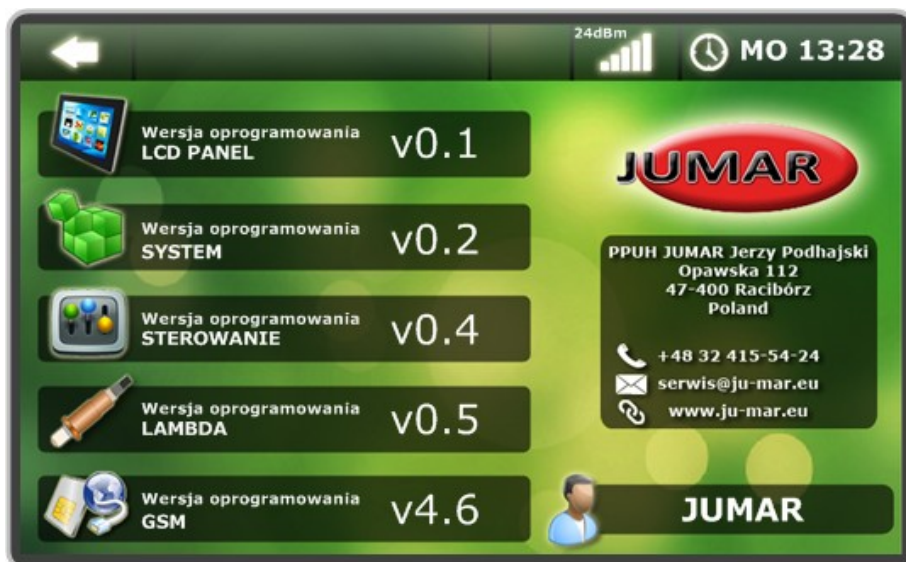 24dBm
MO 13:28
Wersja oprogramowania
LCD PANEL
v0.1
Wersja oprogramowania
SYSTEM
v0.2
Wersja oprogramowania
STEROWANIE
v0.4
Wersja oprogramowania
LAMBDA
v0.5
Wersja oprogramowania
GSM
v4.6
JUMAR
PPUH JUMAR Jerzy Podhajski
Opawska 112
47-400 Racibórz
Poland
+48 32 415-54-24
serwis@ju-mar.eu
www.ju-mar.eu
JUMAR